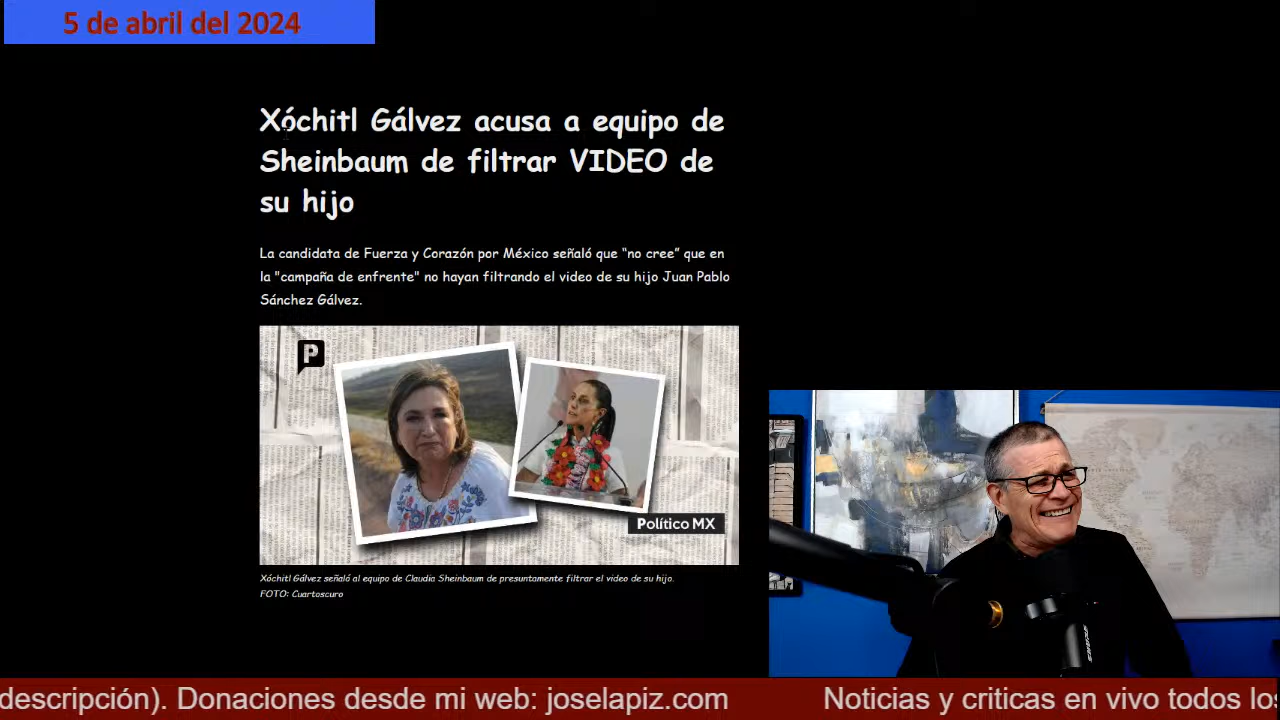 5 de abril del 2024
Xóchitl Gálvez acusa a equipo de
Sheinbaum de filtrar VIDEO de
su hijo
La candidata de Fuerza y Corazón por México señaló que “no cree” que en
la "campaña de enfrente" no hayan filtrando el video de su hijo Juan Pablo
Sánchez Gálvez.
P
Político MX
Xóchitl Gálvez señaló al equipo de Claudia Sheinbaum de presuntamente filtrar el video de su hijo.
FOTO: Cuartoscuro
descripción). Donaciones desde mi web: joselapiz.com Noticias y criticas en vivo todos los